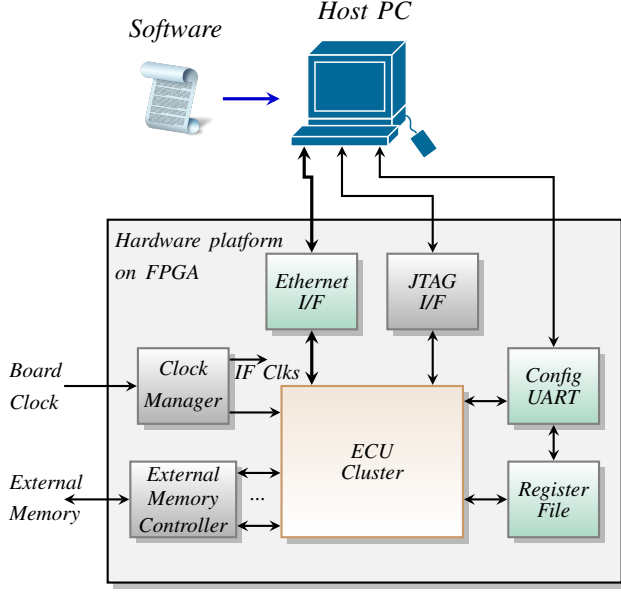 Host PC
Software
Hardware platform
on FPGA
Ethernet
I/F
JTAG
I/F
Board
Clock
Clock
Manager
IF Clks
Config
UART
ECU
Cluster
External
Memory
External
Memory
Controller
...
Register
File